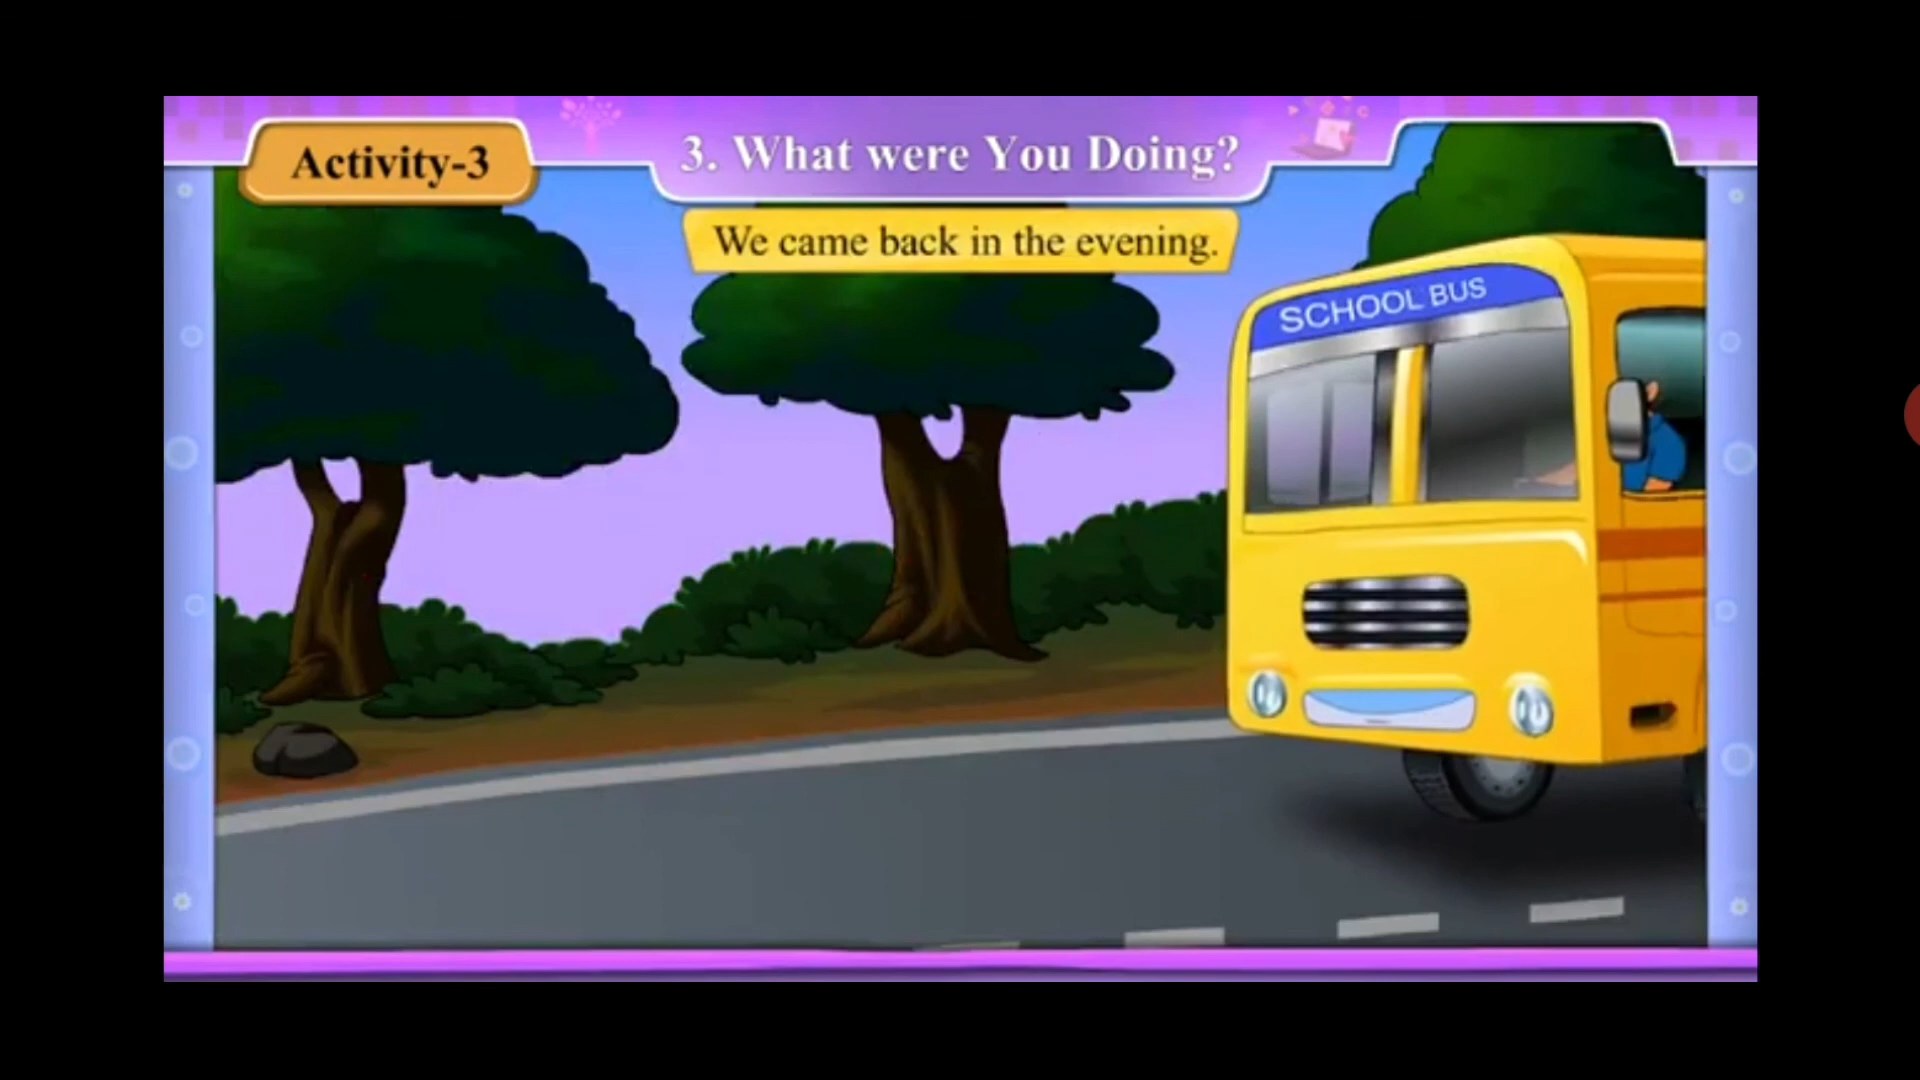 Activity-3
3. What were You Doing?
We came back in the evening.
SCHOOL BUS